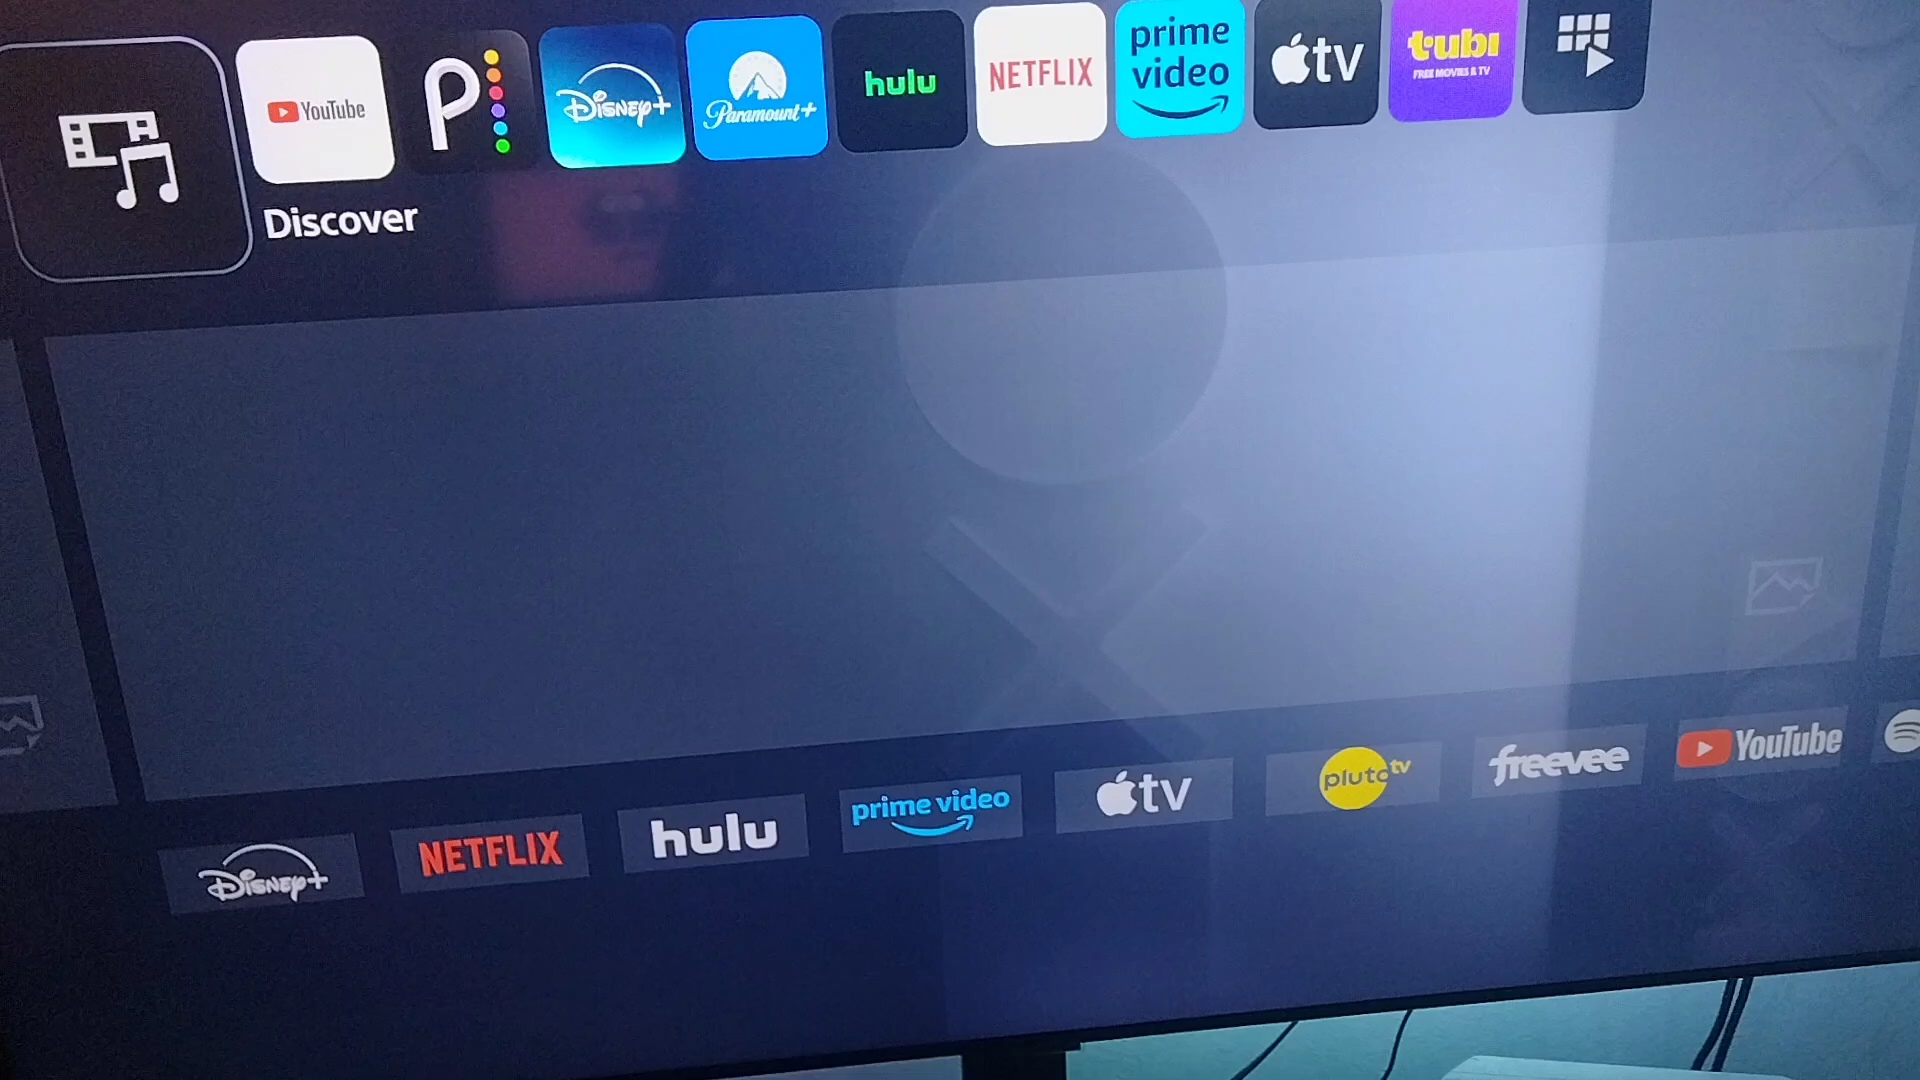 YouTube
P
Disney+
Paramount+
hulu
NETFLIX
prime
video
tv
tubi
FREE MOVIES & TV
Discover
Disney+
NETFLIX
hulu
prime video
tv
pluto tv
freevee
YouTube